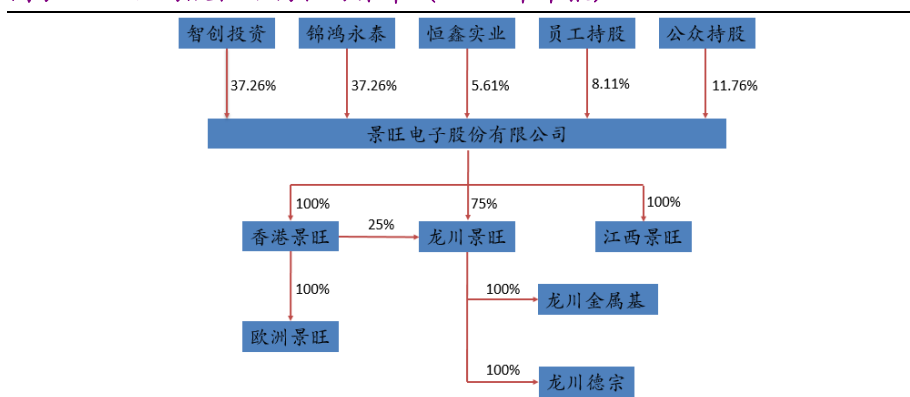 智创投资 锦鸿永泰 恒鑫实业 员工持股 公众持股
37.26% 37.26% 5.61% 8.11% 11.76%
景旺电子股份有限公司
100% 75% 100%
香港景旺 25% 龙川景旺 江西景旺
100% 100% 龙川金属基
欧洲景旺
100% 龙川德宗